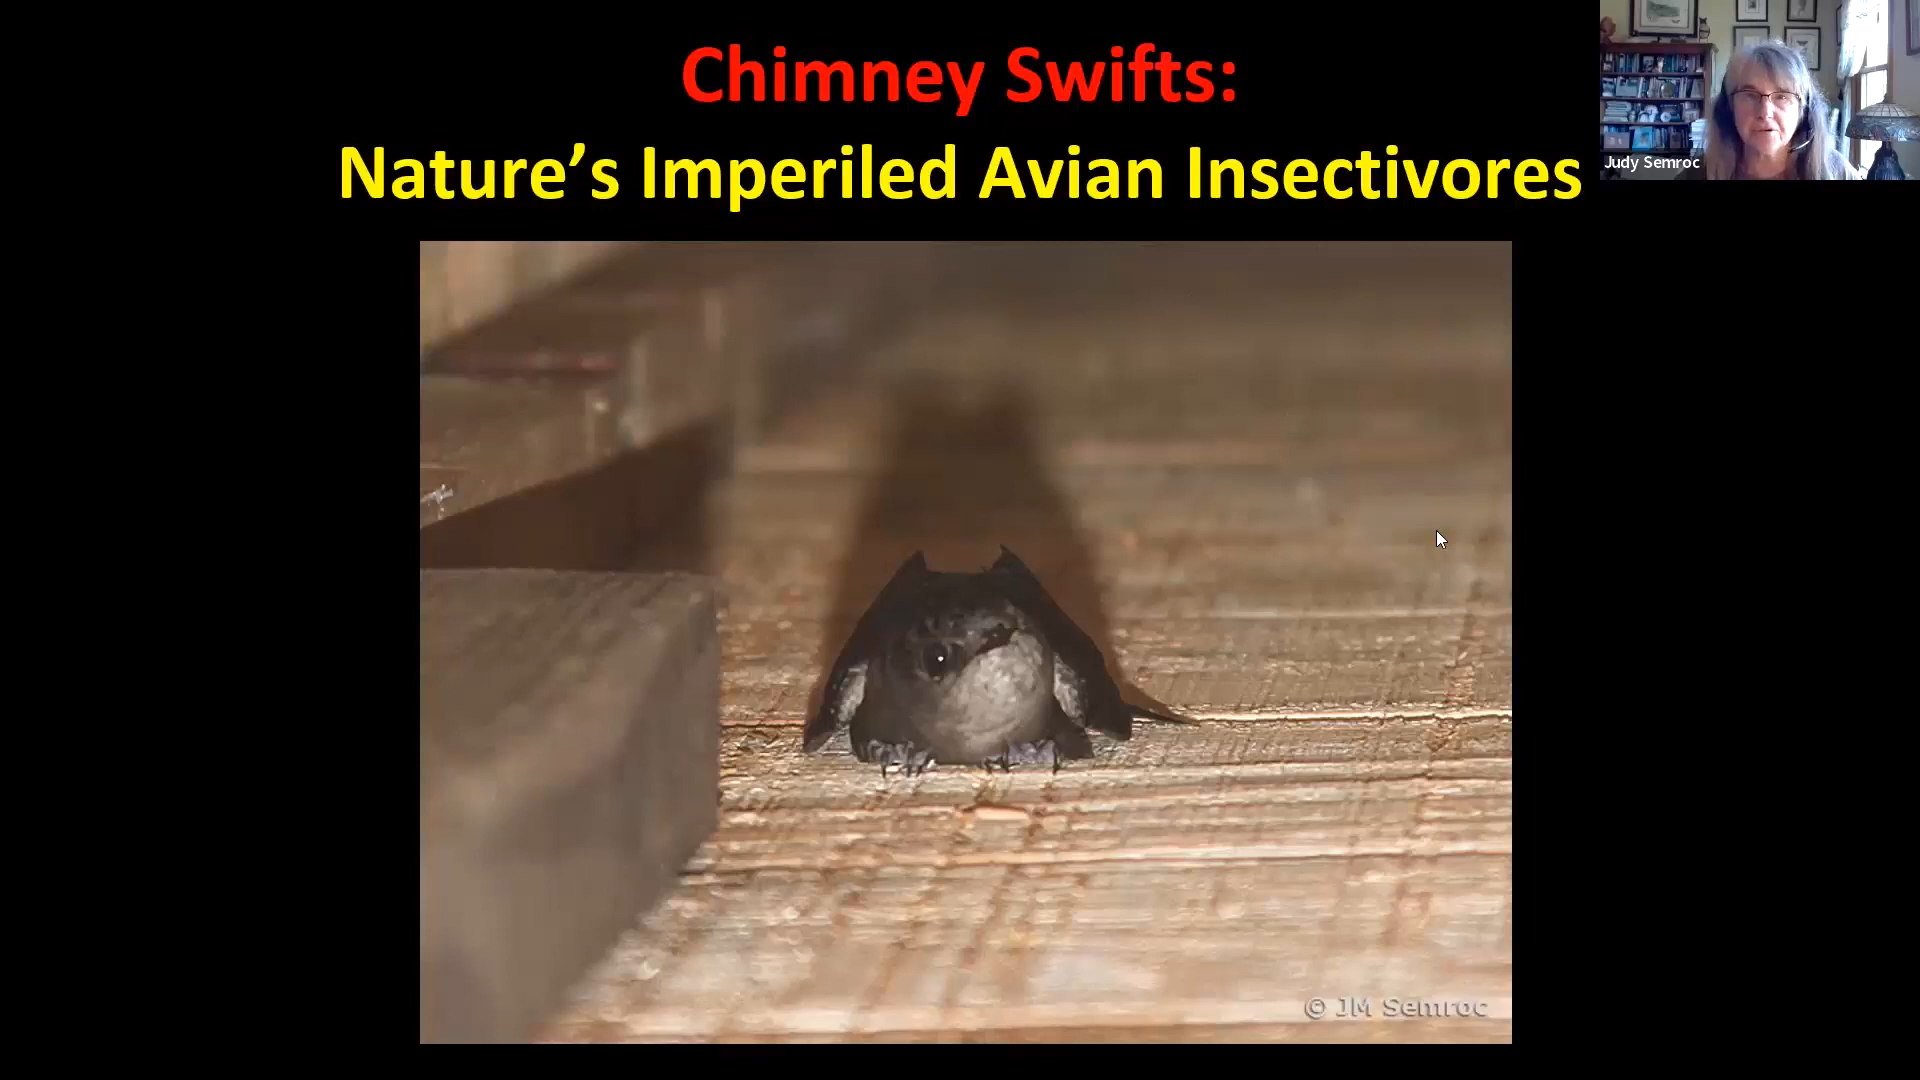 Chimney Swifts:
Nature’s Imperiled Avian Insectivores
Judy Semroc
© JM Semroc